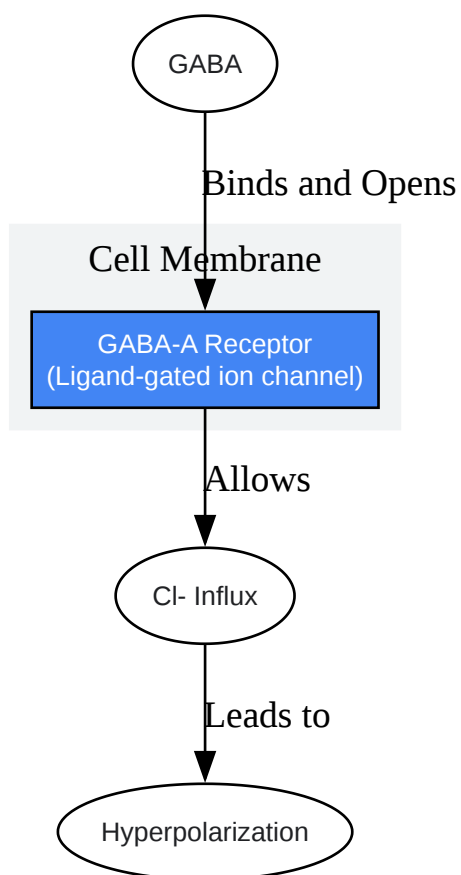 GABA
Binds and Opens
Cell Membrane
GABA-A Receptor
(Ligand-gated ion channel)
Allows
Cl- Influx
Leads to
Hyperpolarization